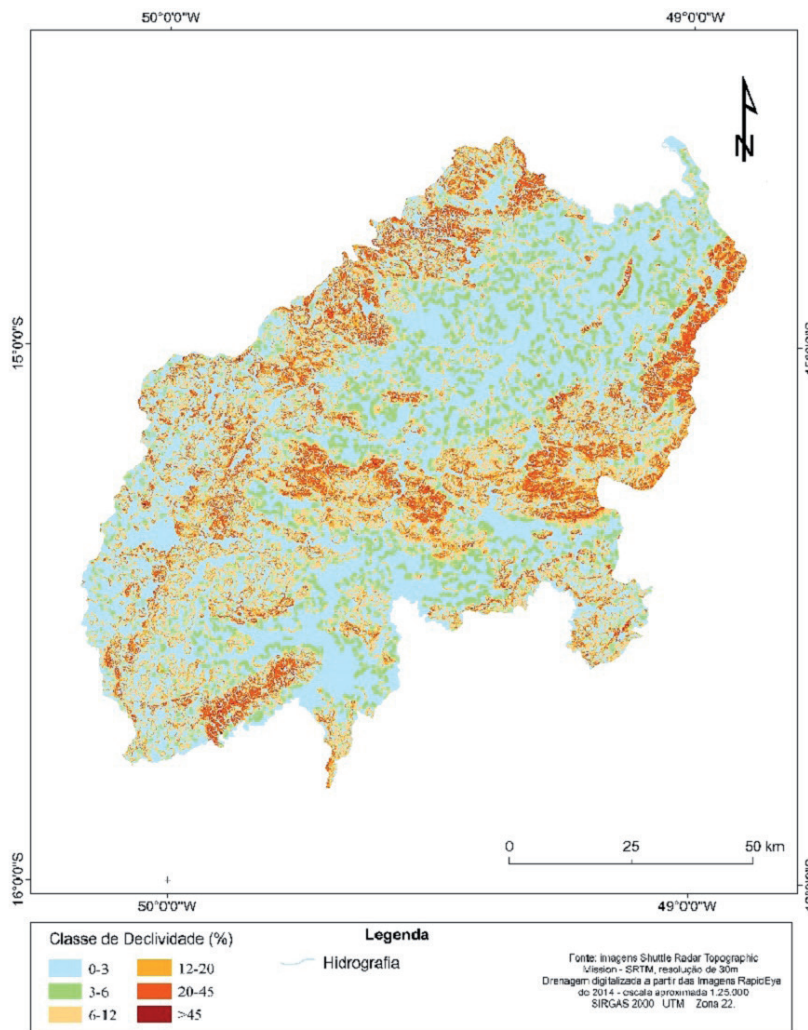 50°0'0"W 49°0'0"W
N
15°0'0"S
0 25 50 km
16°0'0"S
50°0'0"W 49°0'0"W
Legenda
Classe de Declividade (%)
0-3 12-20 Hidrografia
3-6 20-45
6-12 >45
Fonte: Imagens Shuttle Radar Topographic
Mission - SRTM, resolução de 30m
Drenagem digitalizada a partir das Imagens RapidEye
do 2014 - escala aproximada 1:25.000
SIRGAS 2000 UTM Zona 22.